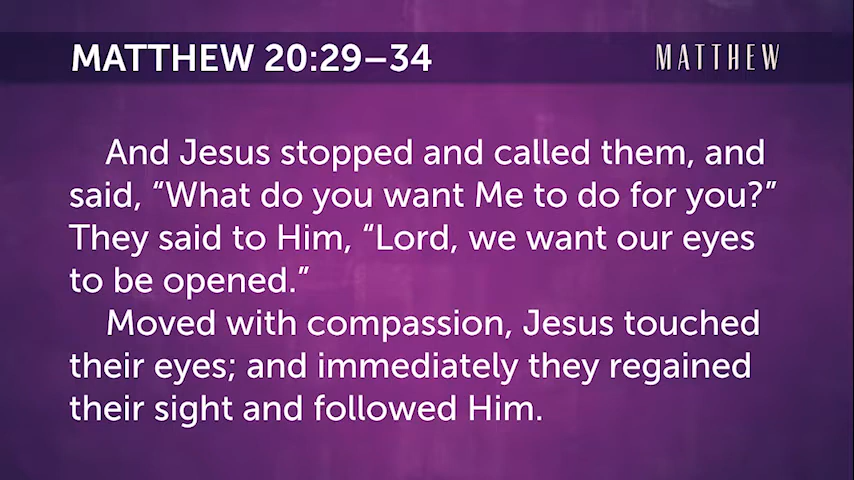 MATTHEW 20:29–34
MATTHEW
And Jesus stopped and called them, and
said, “What do you want Me to do for you?”
They said to Him, “Lord, we want our eyes
to be opened.”
Moved with compassion, Jesus touched
their eyes; and immediately they regained
their sight and followed Him.